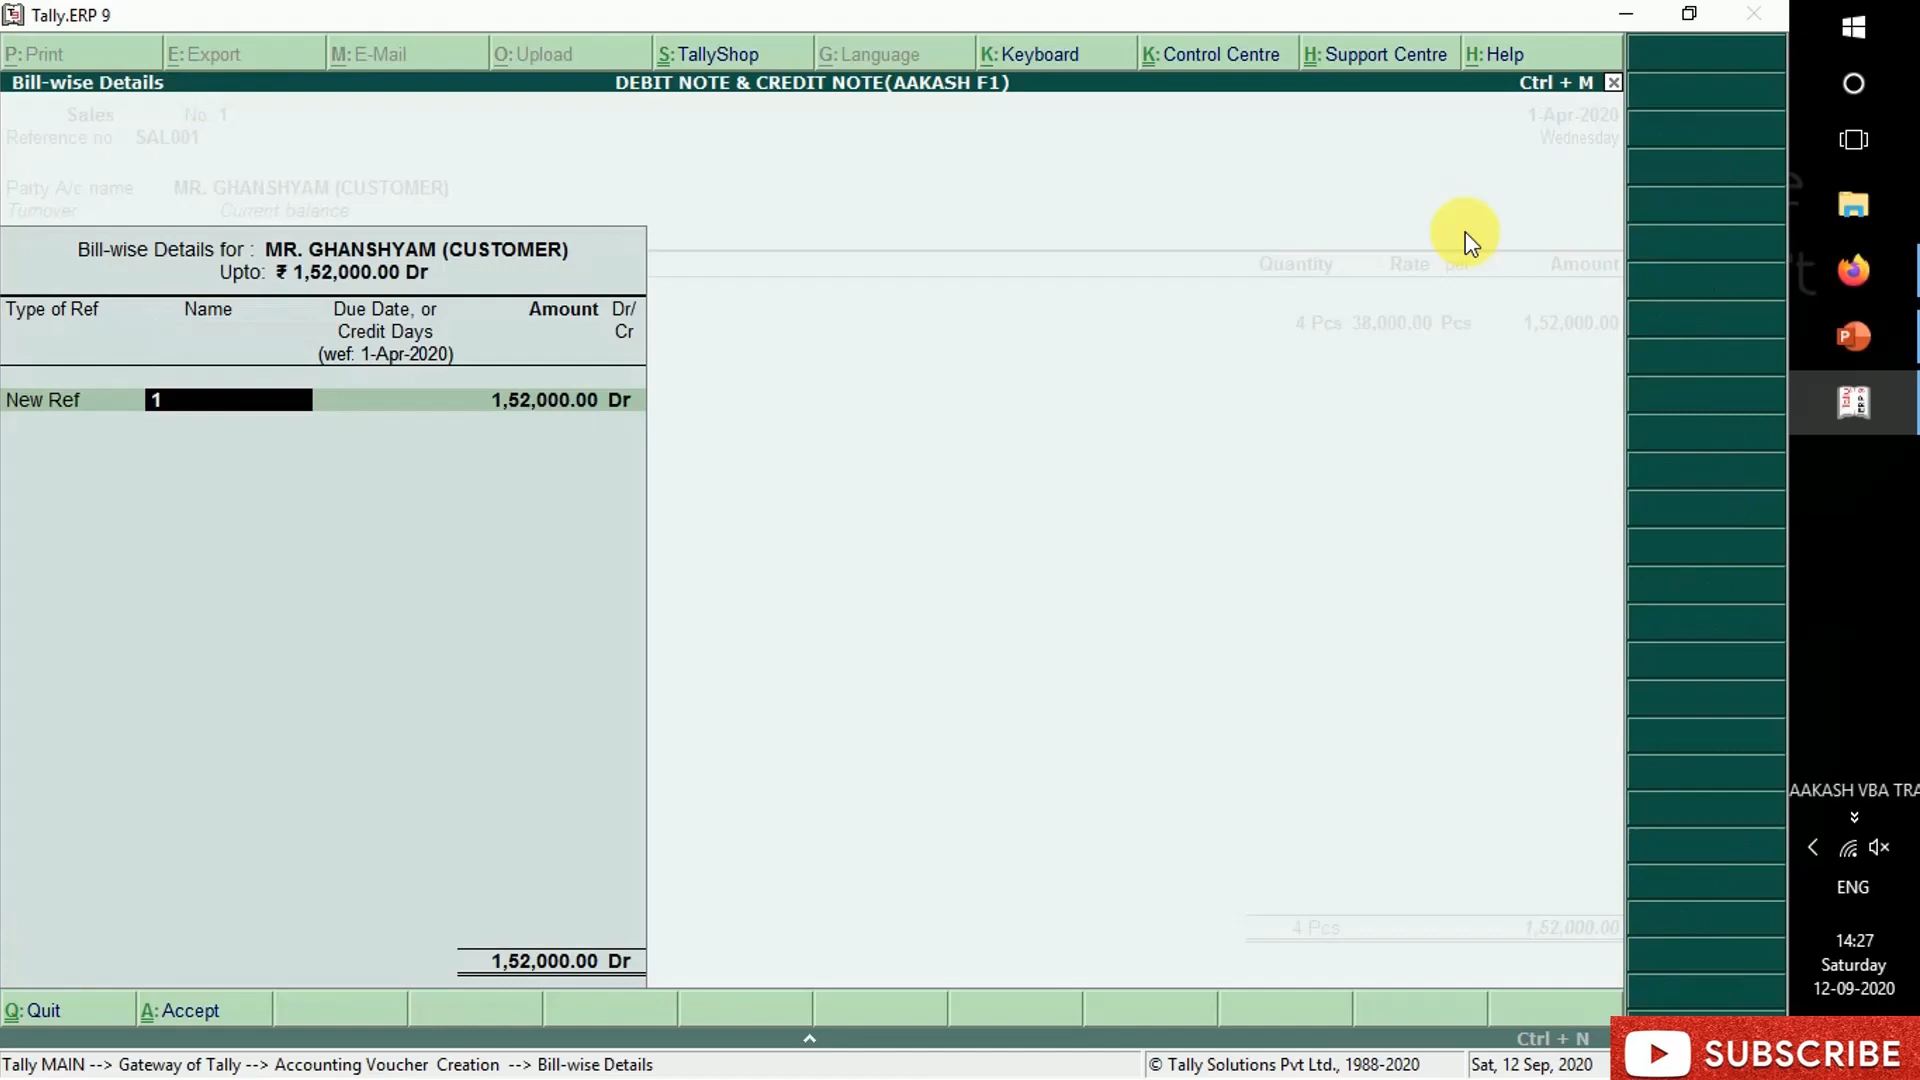 Tally.ERP 9
P: Print E: Export M: E-Mail O: Upload S: TallyShop G: Language K: Keyboard K: Control Centre H: Support Centre H: Help
Bill-wise Details DEBIT NOTE & CREDIT NOTE(AAKASH F1) Ctrl + M
Sales No. 1 1-Apr-2020
Reference no. SAL001 Wednesday
Party A/c name MR. GHANSHYAM (CUSTOMER)
Turnover Current balance
Bill-wise Details for : MR. GHANSHYAM (CUSTOMER)
Upto: ₹ 1,52,000.00 Dr
Quantity Rate per Amount
Type of Ref Name Due Date, or Amount Dr/
Credit Days Cr
(wef: 1-Apr-2020)
4 Pcs 38,000.00 Pcs 1,52,000.00
New Ref 1 1,52,000.00 Dr
4 Pcs 1,52,000.00
1,52,000.00 Dr
Q: Quit A: Accept
Ctrl + N
Tally MAIN --> Gateway of Tally --> Accounting Voucher Creation --> Bill-wise Details © Tally Solutions Pvt Ltd., 1988-2020 Sat, 12 Sep, 2020
AAKASH VBA TRA
ENG
14:27
Saturday
12-09-2020
SUBSCRIBE